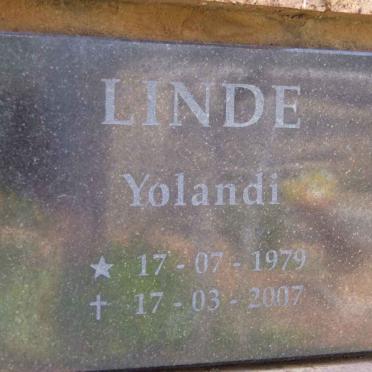 LINDE
Yolandi
★ 17 - 07 - 1979
✝ 17 - 03 - 2007